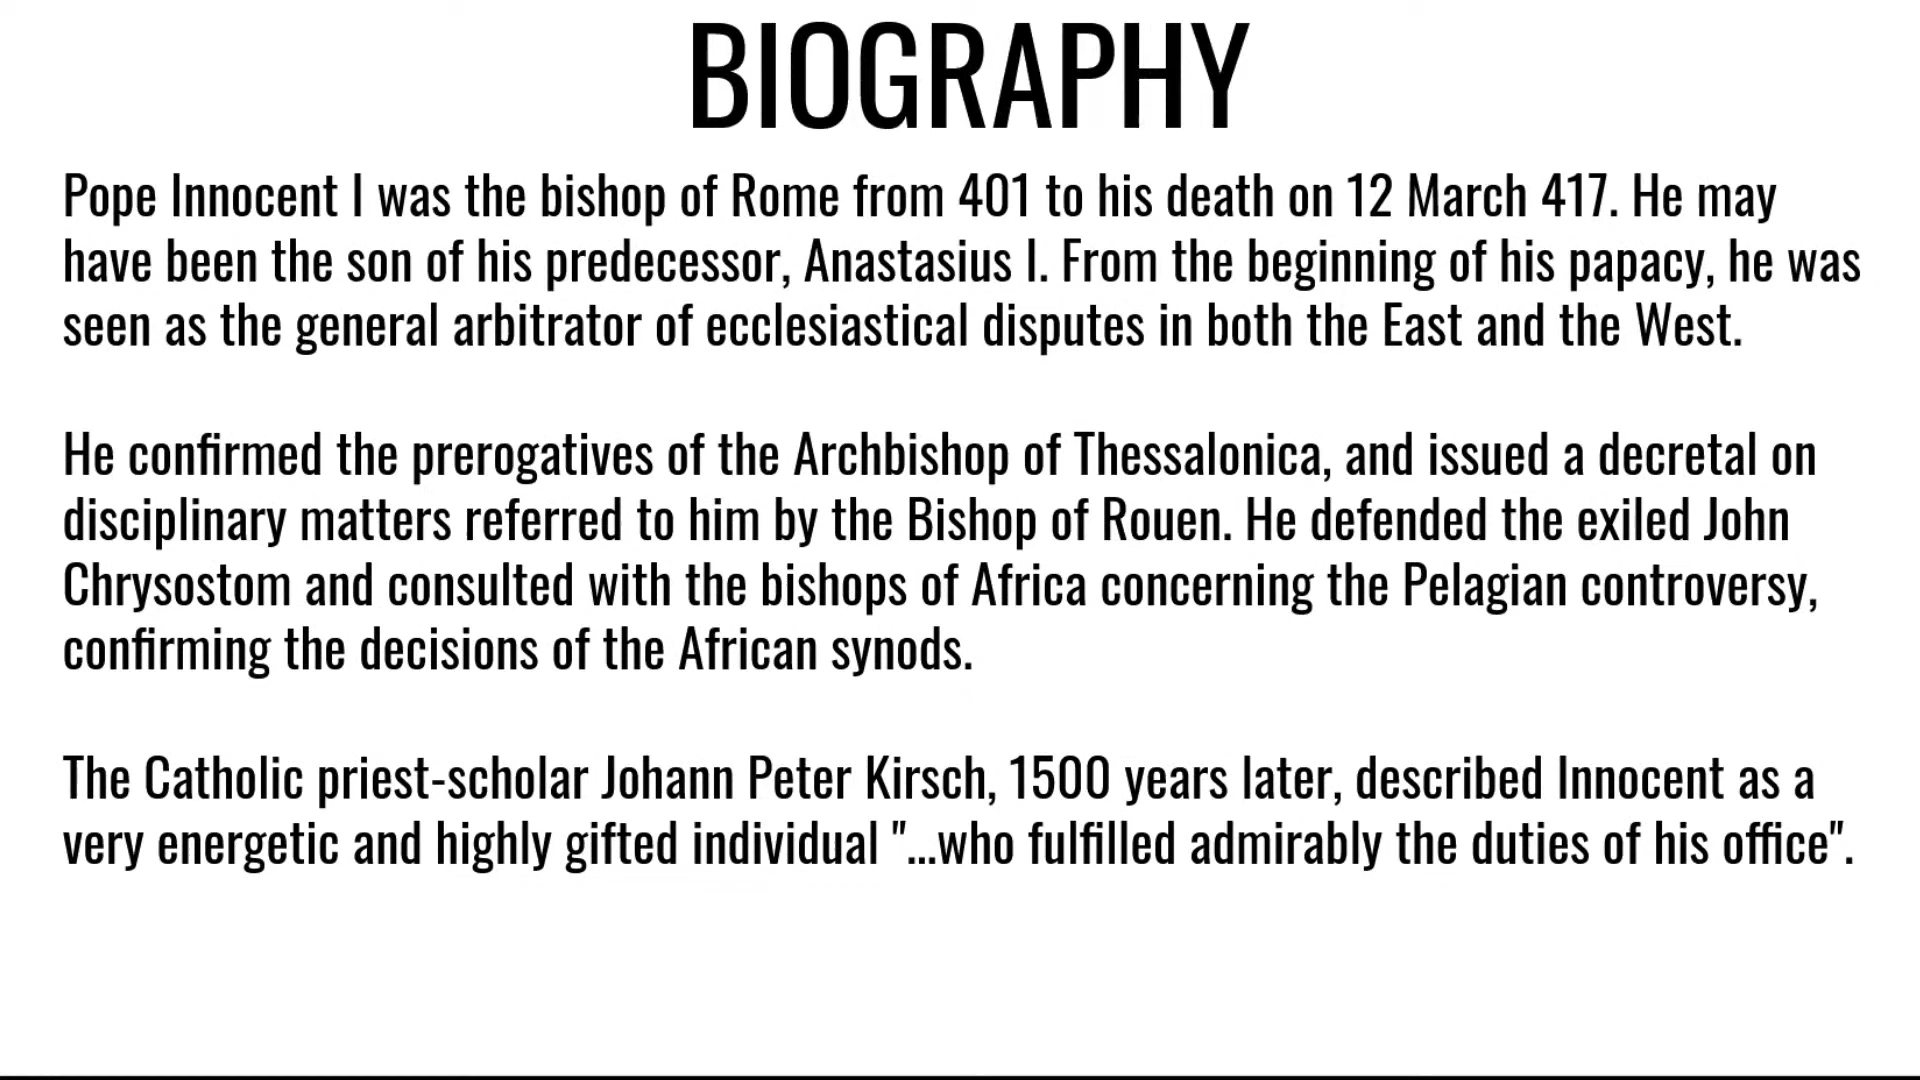 BIOGRAPHY
Pope Innocent I was the bishop of Rome from 401 to his death on 12 March 417. He may
have been the son of his predecessor, Anastasius I. From the beginning of his papacy, he was
seen as the general arbitrator of ecclesiastical disputes in both the East and the West.
He confirmed the prerogatives of the Archbishop of Thessalonica, and issued a decretal on
disciplinary matters referred to him by the Bishop of Rouen. He defended the exiled John
Chrysostom and consulted with the bishops of Africa concerning the Pelagian controversy,
confirming the decisions of the African synods.
The Catholic priest-scholar Johann Peter Kirsch, 1500 years later, described Innocent as a
very energetic and highly gifted individual "...who fulfilled admirably the duties of his office".